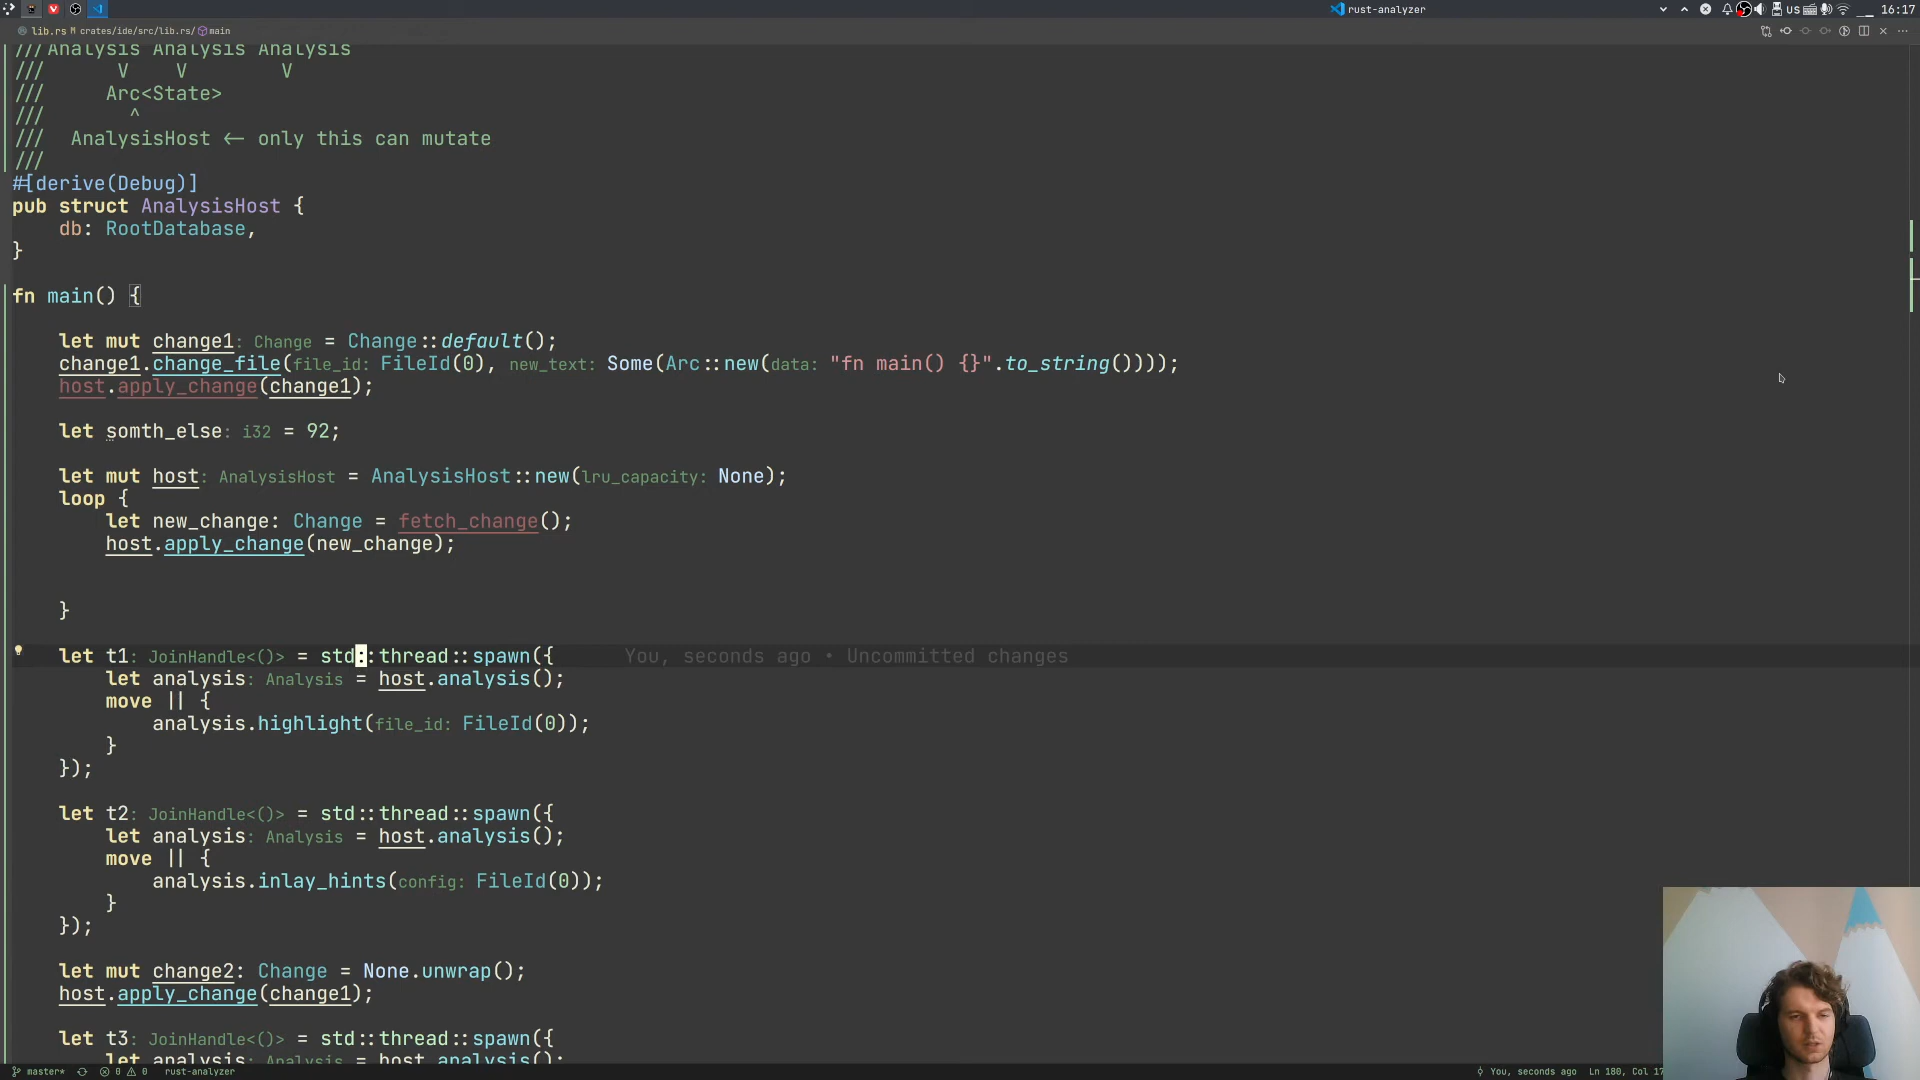 rust-analyzer
US
16:17
lib.rs M crates/ide/src/lib.rs/ main
///Analysis Analysis Analysis
/// V V V
/// Arc<State>
/// ^
/// AnalysisHost <- only this can mutate
///
#[derive(Debug)]
pub struct AnalysisHost {
db: RootDatabase,
}
fn main() {
let mut change1: Change = Change::default();
change1.change_file(file_id: FileId(0), new_text: Some(Arc::new(data: "fn main() {}".to_string())));
host.apply_change(change1);
let somth_else: i32 = 92;
let mut host: AnalysisHost = AnalysisHost::new(lru_capacity: None);
loop {
let new_change: Change = fetch_change();
host.apply_change(new_change);
}
let t1: JoinHandle<()> = std::thread::spawn({ You, seconds ago • Uncommitted changes
let analysis: Analysis = host.analysis();
move || {
analysis.highlight(file_id: FileId(0));
}
});
let t2: JoinHandle<()> = std::thread::spawn({
let analysis: Analysis = host.analysis();
move || {
analysis.inlay_hints(config: FileId(0));
}
});
let mut change2: Change = None.unwrap();
host.apply_change(change1);
let t3: JoinHandle<()> = std::thread::spawn({
let analysis: Analysis = host.analysis();
master* 0 0 rust-analyzer
You, seconds ago Ln 180, Col 17